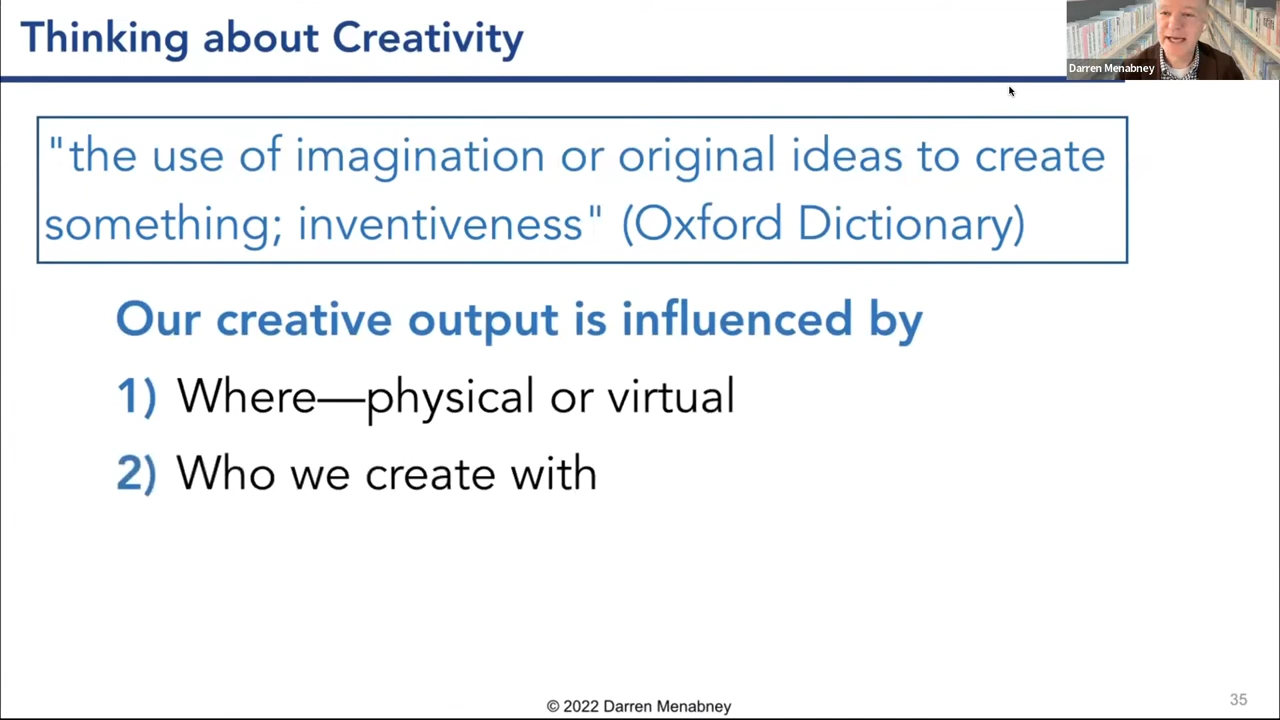 Thinking about Creativity
Darren Menabney
"the use of imagination or original ideas to create
something; inventiveness" (Oxford Dictionary)
Our creative output is influenced by
1) Where—physical or virtual
2) Who we create with
© 2022 Darren Menabney
35